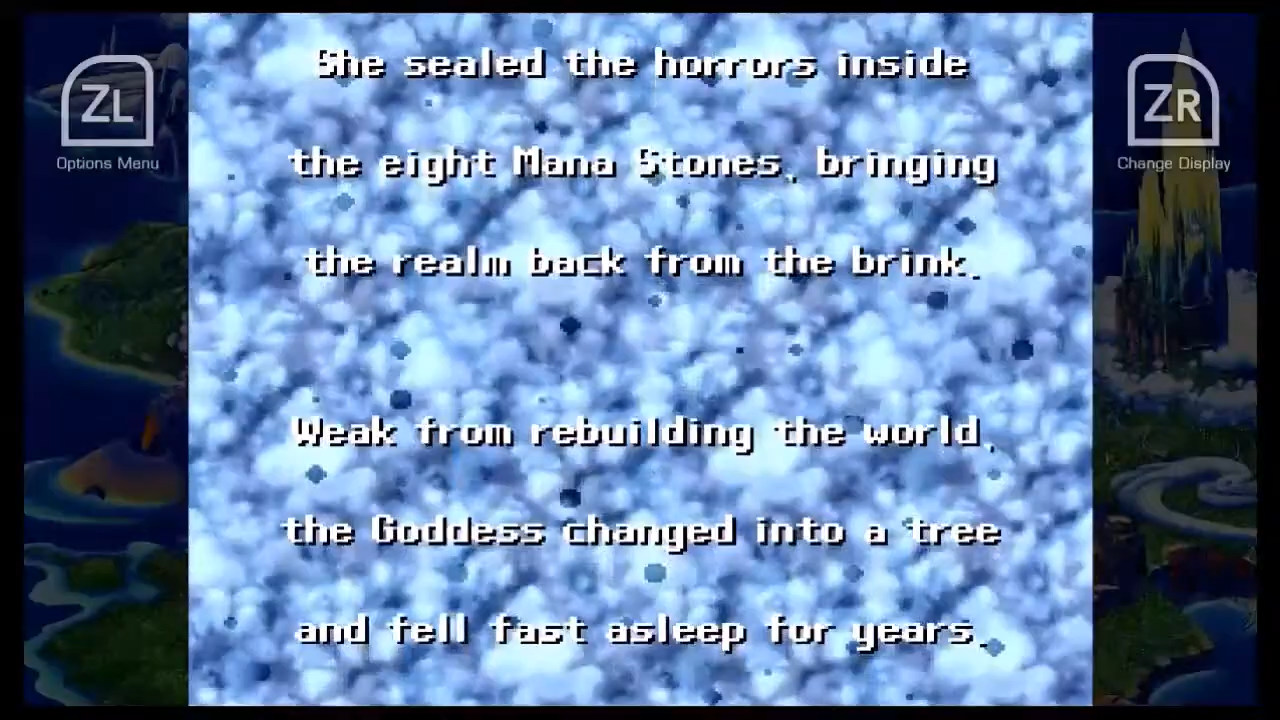 She sealed the horrors inside
the eight Mana Stones, bringing
the realm back from the brink.
Weak from rebuilding the world,
the Goddess changed into a tree
and fell fast asleep for years.
ZL
Options Menu
ZR
Change Display